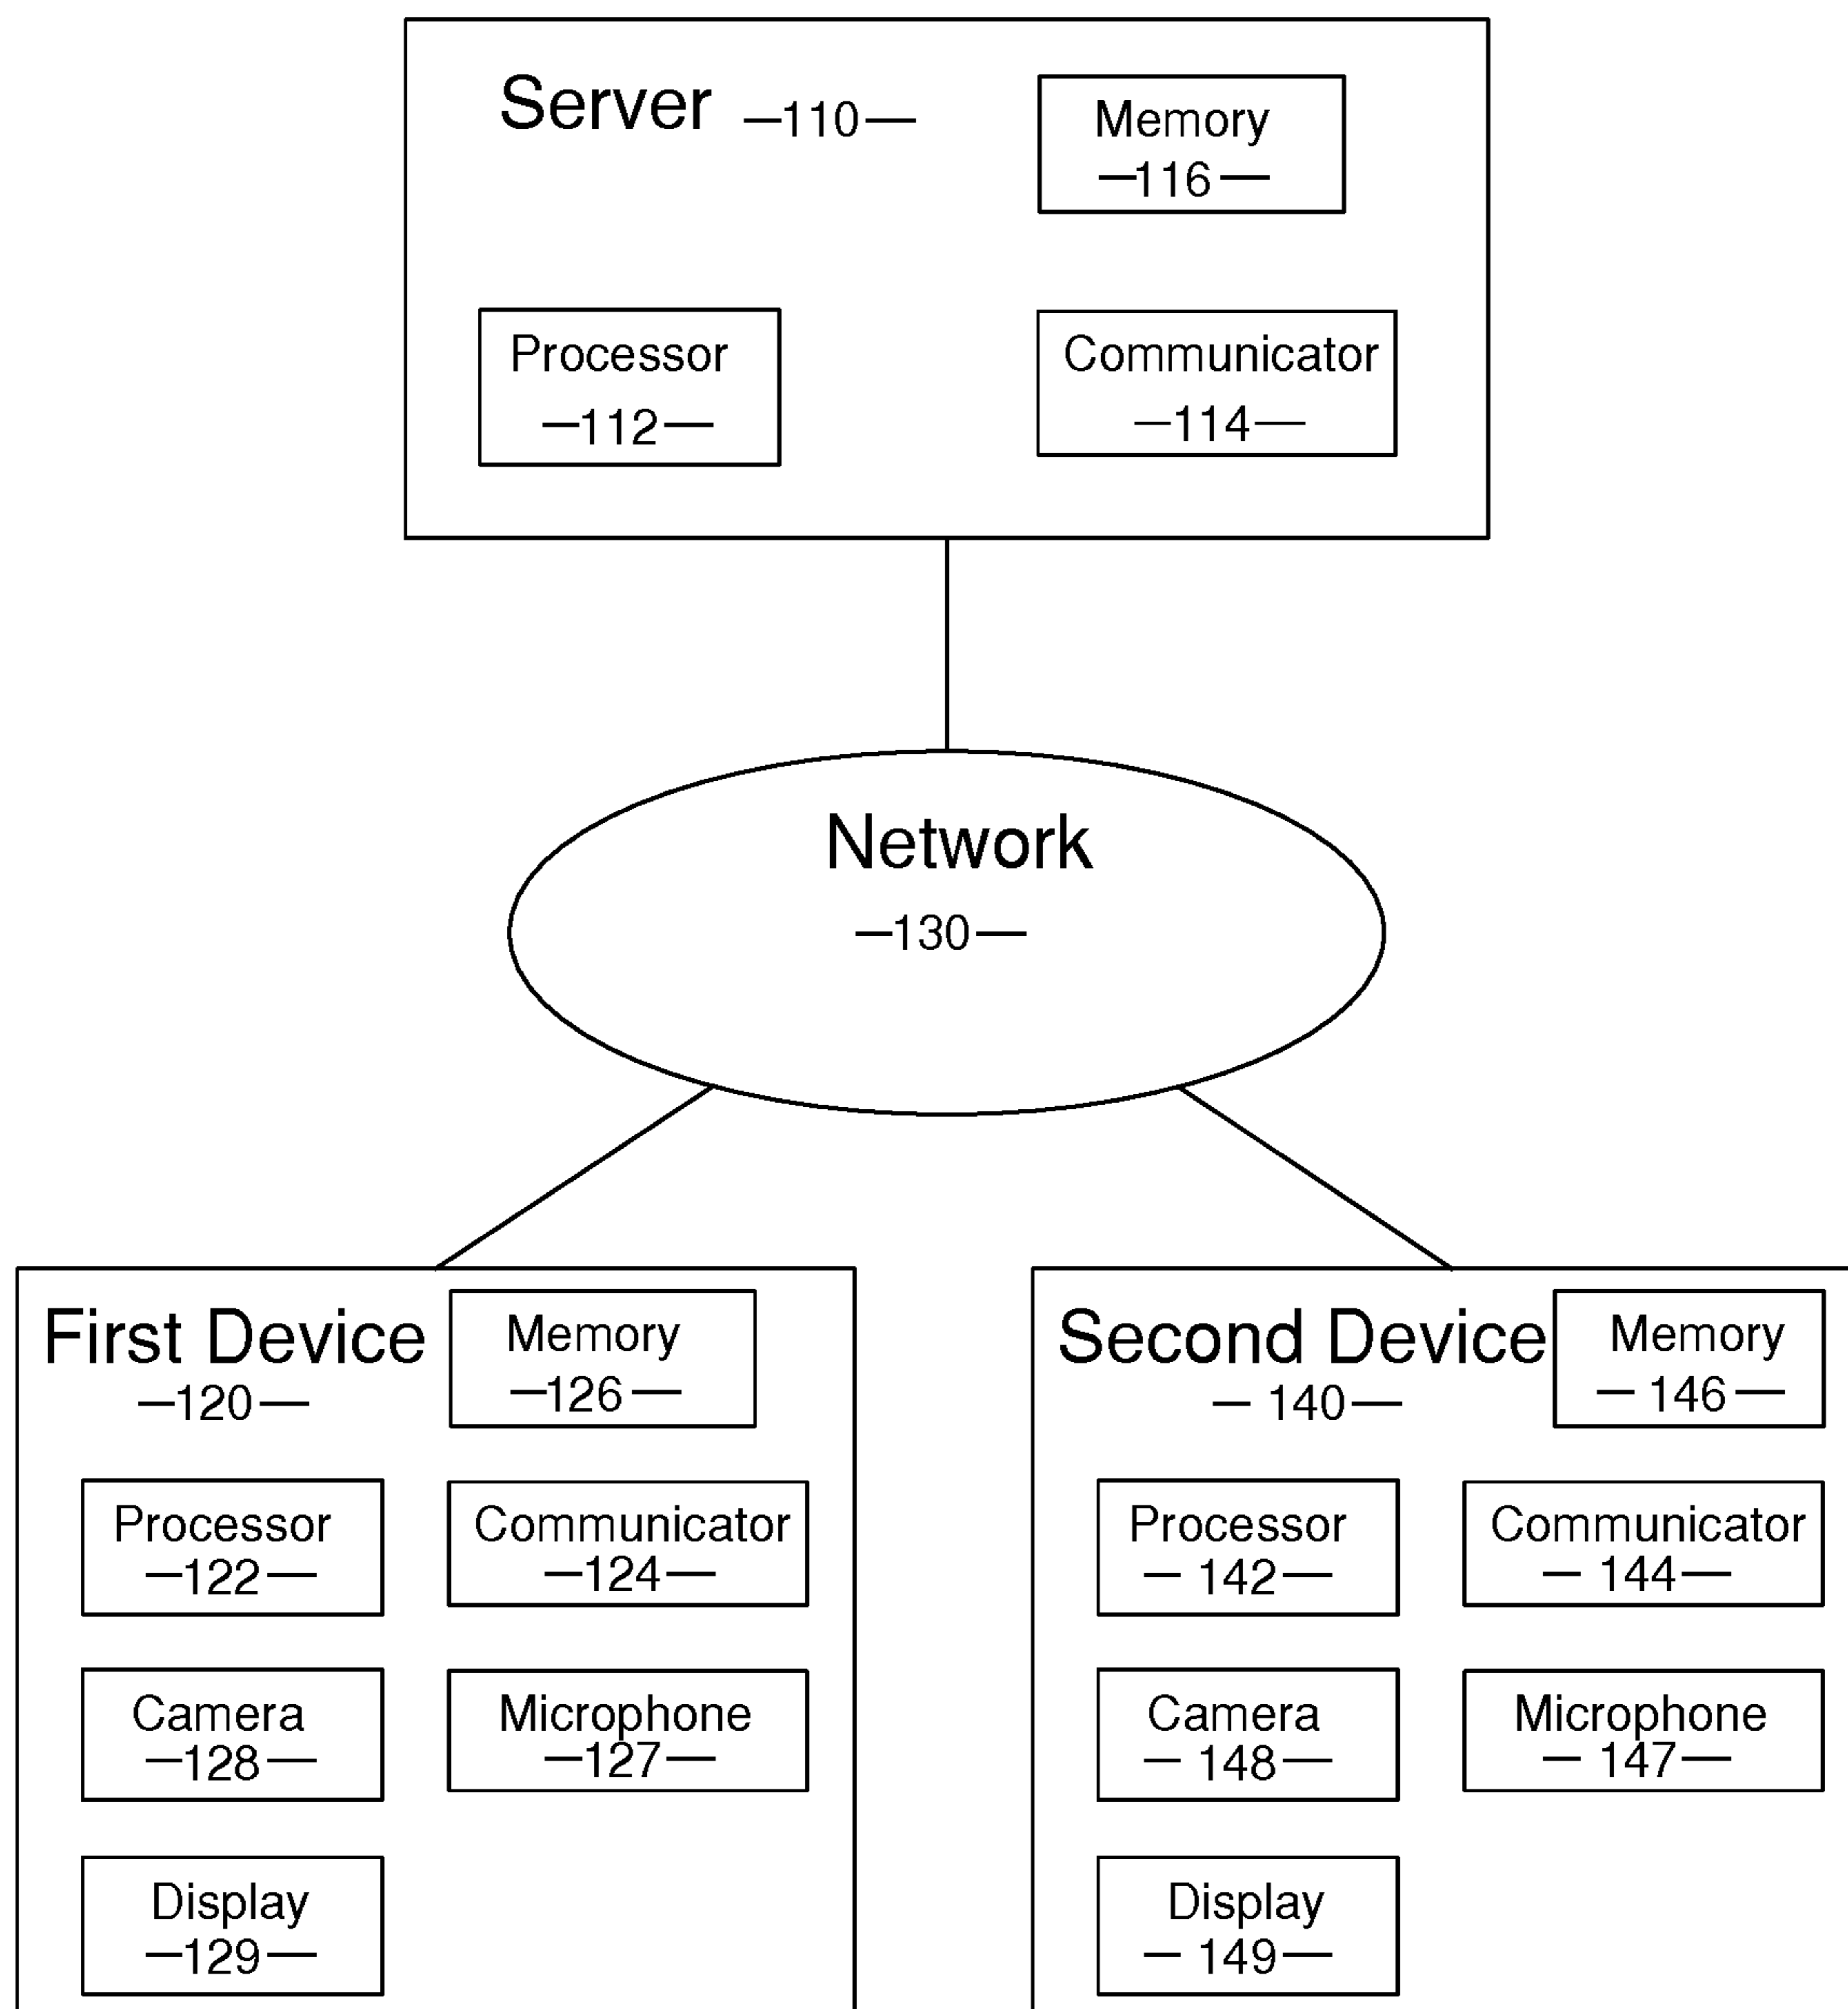 Server —110—
Memory
—116—
Processor
—112—
Communicator
—114—
Network
—130—
First Device
—120—
Memory
—126—
Processor
—122—
Communicator
—124—
Camera
—128—
Microphone
—127—
Display
—129—
Second Device
— 140—
Memory
— 146—
Processor
— 142—
Communicator
— 144—
Camera
— 148—
Microphone
— 147—
Display
— 149—